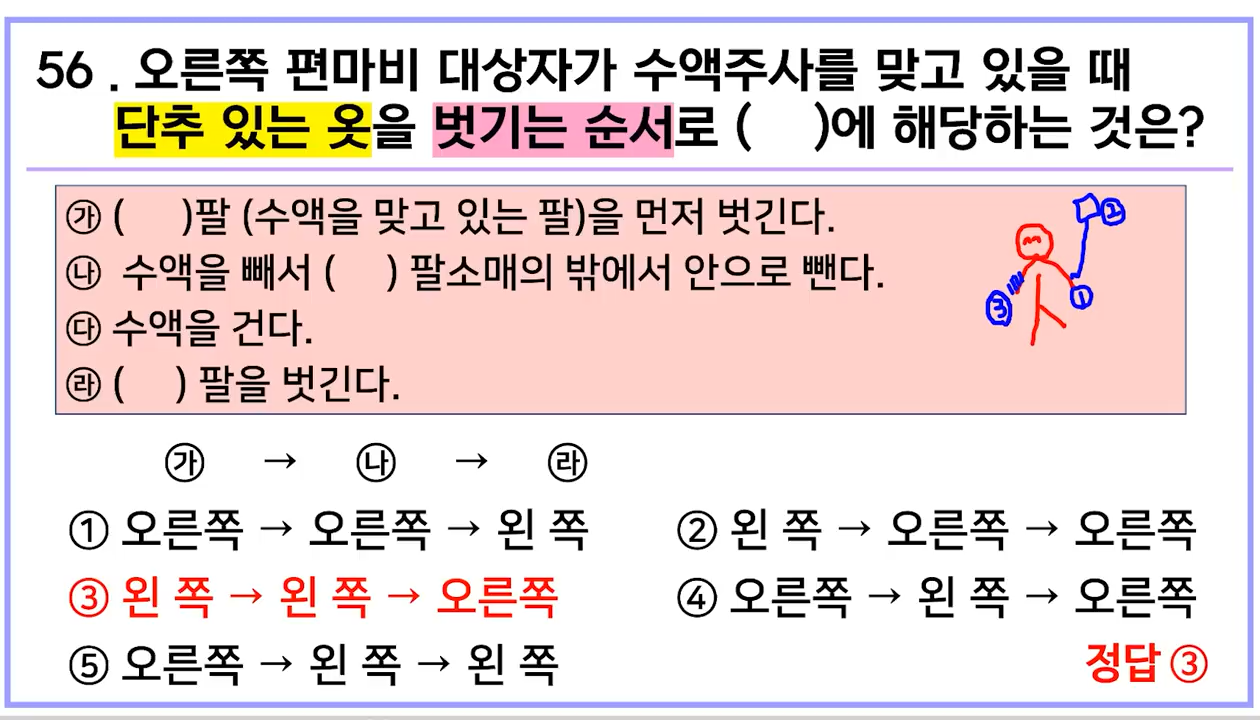 56 . 오른쪽 편마비 대상자가 수액주사를 맞고 있을 때
단추 있는 옷을 벗기는 순서로 ( )에 해당하는 것은?
㉮ ( )팔 (수액을 맞고 있는 팔)을 먼저 벗긴다.
㉯ 수액을 빼서 ( ) 팔소매의 밖에서 안으로 뺀다.
㉰ 수액을 건다.
㉱ ( ) 팔을 벗긴다.
②
③
①
㉮ → ㉯ → ㉱
① 오른쪽 → 오른쪽 → 왼 쪽
② 왼 쪽 → 오른쪽 → 오른쪽
③ 왼 쪽 → 왼 쪽 → 오른쪽
④ 오른쪽 → 왼 쪽 → 오른쪽
⑤ 오른쪽 → 왼 쪽 → 왼 쪽
정답 ③